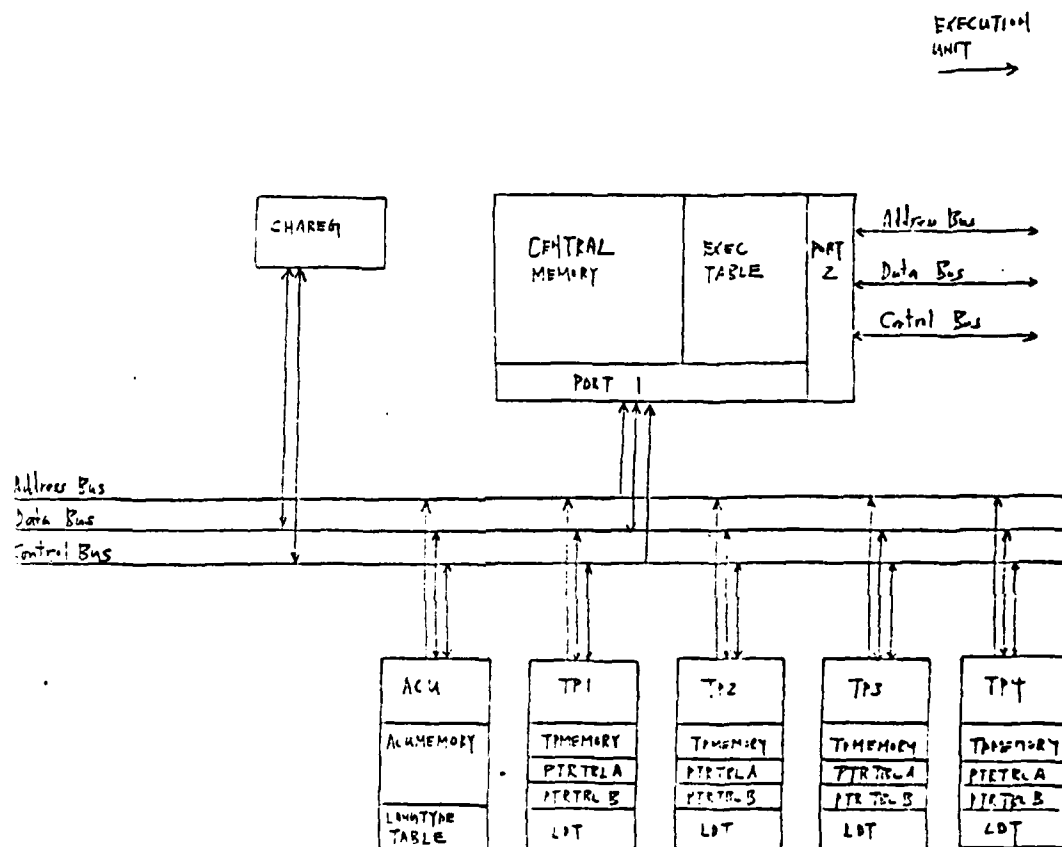 EXECUTION
UNIT
CHAREG
CENTRAL
MEMORY
EXEC
TABLE
PORT
2
Address Bus
Data Bus
Control Bus
PORT 1
Address Bus
Data Bus
Control Bus
ACU
ACUMEMORY
LONGTYPE
TABLE
TP1
TPMEMORY
PTRTBL A
PTRTBL B
LDT
TP2
TPMEMORY
PTRTBL A
PTRTBL B
LDT
TP3
TPMEMORY
PTRTBL A
PTRTBL B
LDT
TP4
TPMEMORY
PTRTBL A
PTRTBL B
LDT